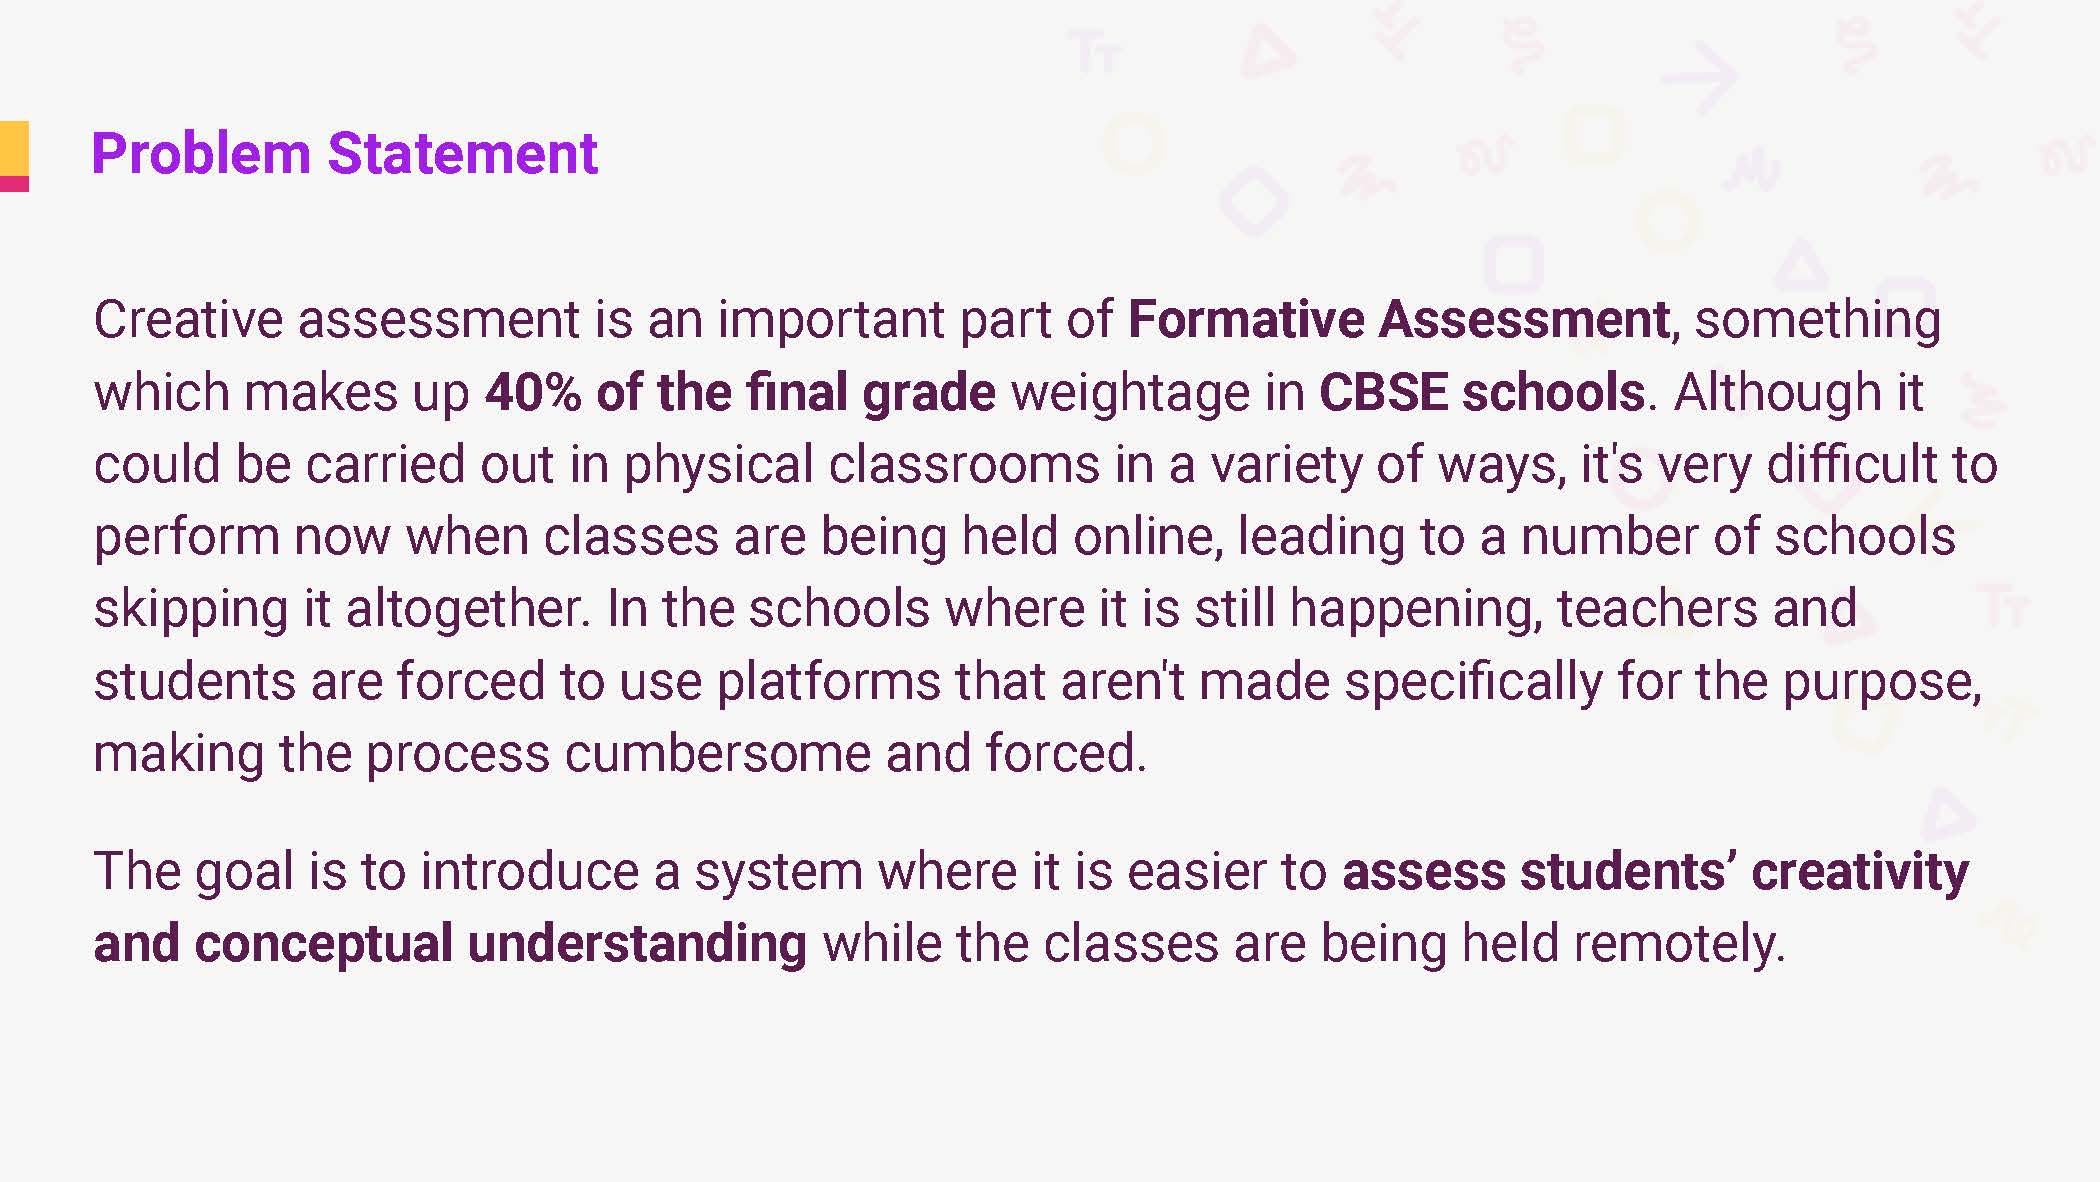 Problem Statement
Creative assessment is an important part of Formative Assessment, something
which makes up 40% of the final grade weightage in CBSE schools. Although it
could be carried out in physical classrooms in a variety of ways, it's very difficult to
perform now when classes are being held online, leading to a number of schools
skipping it altogether. In the schools where it is still happening, teachers and
students are forced to use platforms that aren't made specifically for the purpose,
making the process cumbersome and forced.
The goal is to introduce a system where it is easier to assess students’ creativity
and conceptual understanding while the classes are being held remotely.